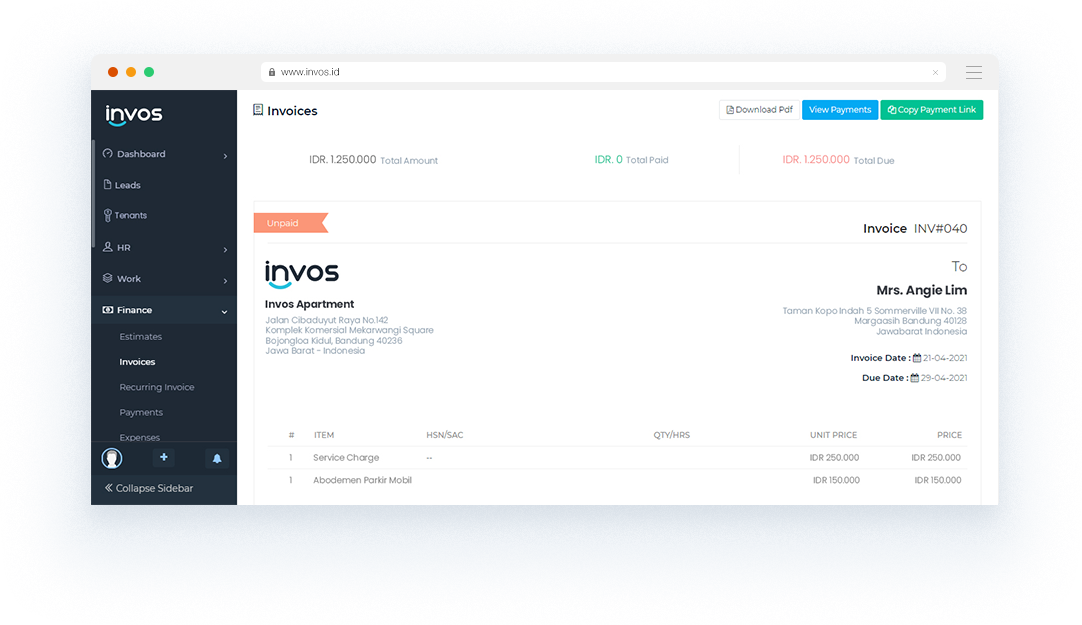 www.invos.id
×
invos
Dashboard
Leads
Tenants
HR
Work
Finance
Estimates
Invoices
Recurring Invoice
Payments
Expenses
+
« Collapse Sidebar
Invoices
Download Pdf
View Payments
Copy Payment Link
IDR. 1.250.000 Total Amount
IDR. 0 Total Paid
IDR. 1.250.000 Total Due
Unpaid
Invoice INV#040
invos
Invos Apartment
Jalan Cibaduyut Raya No.142
Komplek Komersial Mekarwangi Square
Bojongloa Kidul, Bandung 40236
Jawa Barat - Indonesia
To
Mrs. Angie Lim
Taman Kopo Indah 5 Sommerville VII No. 38
Margaasih Bandung 40128
Jawabarat Indonesia
Invoice Date : 21-04-2021
Due Date : 29-04-2021
# ITEM HSN/SAC QTY/HRS UNIT PRICE PRICE
1 Service Charge -- IDR 250.000 IDR 250.000
1 Abodemen Parkir Mobil IDR 150.000 IDR 150.000